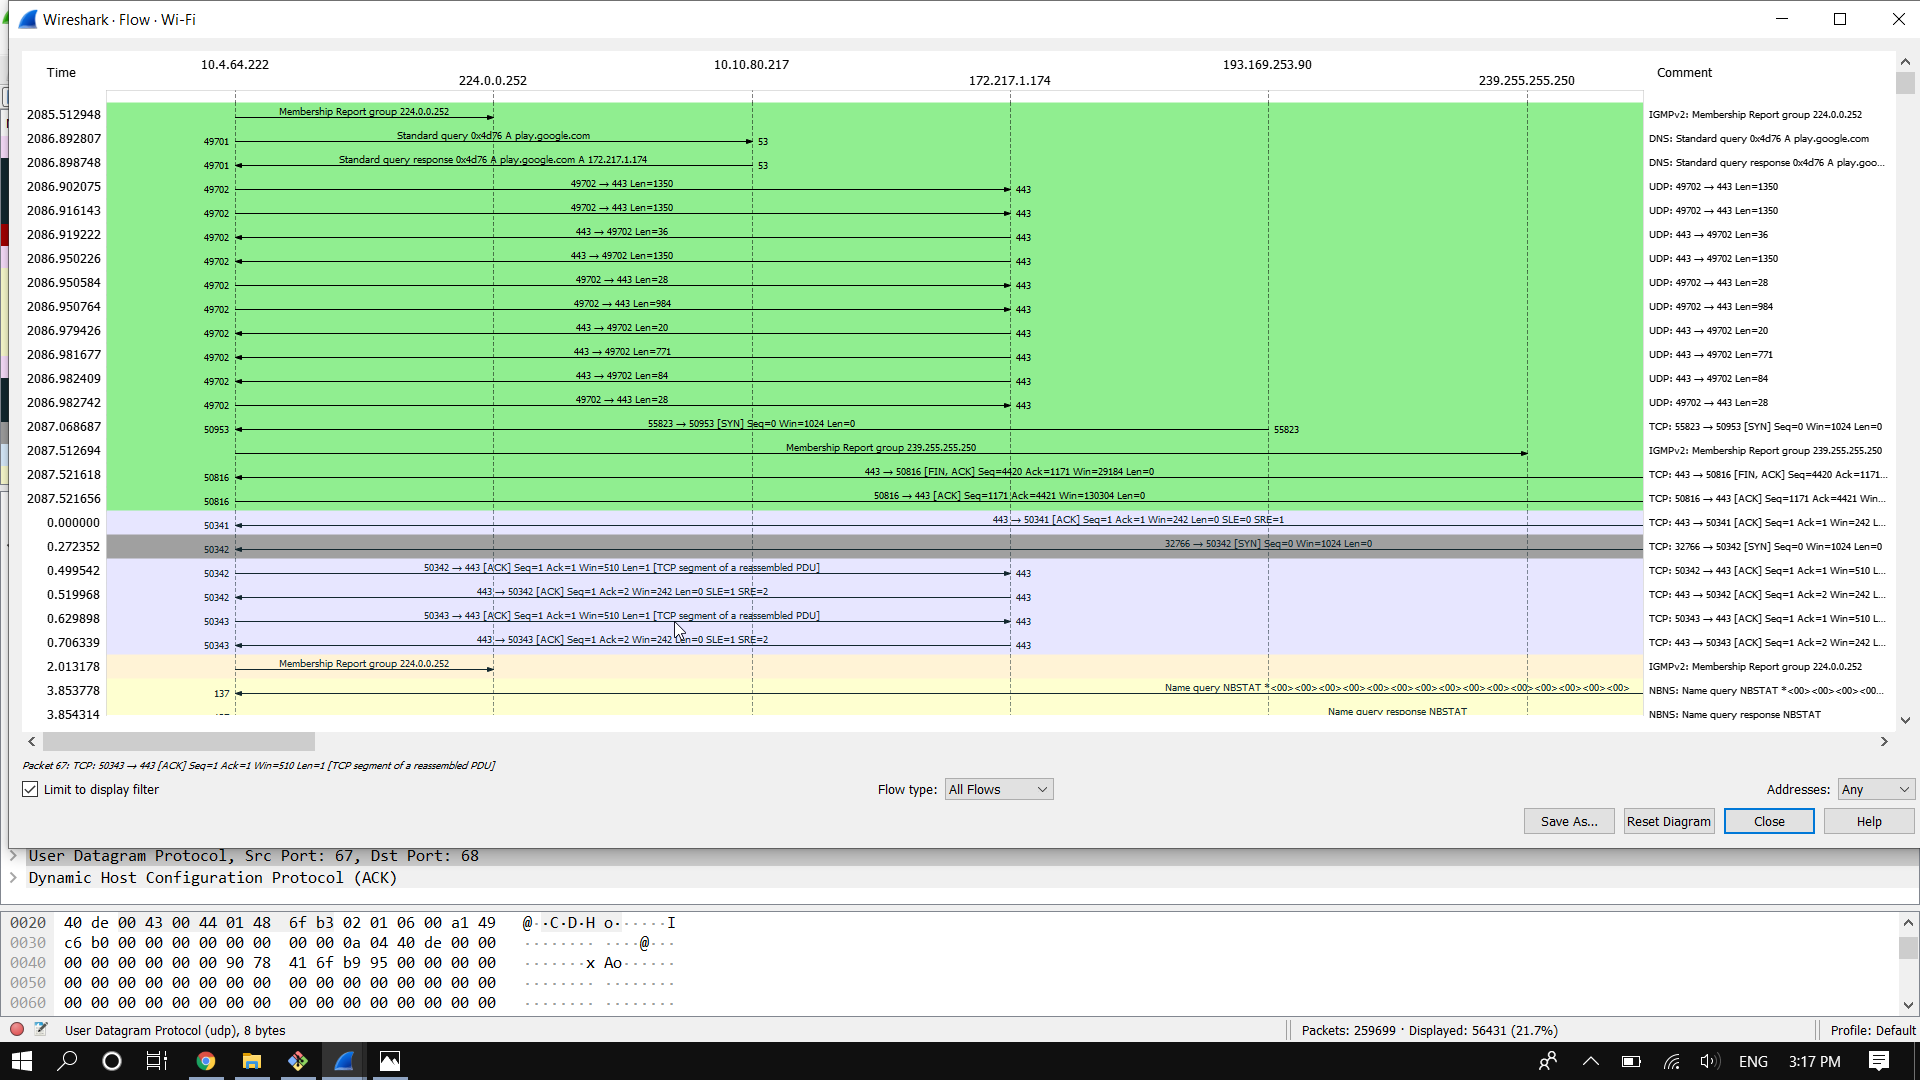 Wireshark · Flow · Wi-Fi
Time
10.4.64.222
224.0.0.252
10.10.80.217
172.217.1.174
193.169.253.90
239.255.255.250
Comment
2085.512948 Membership Report group 224.0.0.252 IGMPv2: Membership Report group 224.0.0.252
2086.892807 49701 Standard query 0x4d76 A play.google.com 53 DNS: Standard query 0x4d76 A play.google.com
2086.898748 49701 Standard query response 0x4d76 A play.google.com A 172.217.1.174 53 DNS: Standard query response 0x4d76 A play.goo...
2086.902075 49702 49702 → 443 Len=1350 443 UDP: 49702 → 443 Len=1350
2086.916143 49702 49702 → 443 Len=1350 443 UDP: 49702 → 443 Len=1350
2086.919222 49702 443 → 49702 Len=36 443 UDP: 443 → 49702 Len=36
2086.950226 49702 443 → 49702 Len=1350 443 UDP: 443 → 49702 Len=1350
2086.950584 49702 49702 → 443 Len=28 443 UDP: 49702 → 443 Len=28
2086.950764 49702 49702 → 443 Len=984 443 UDP: 49702 → 443 Len=984
2086.979426 49702 443 → 49702 Len=20 443 UDP: 443 → 49702 Len=20
2086.981677 49702 443 → 49702 Len=771 443 UDP: 443 → 49702 Len=771
2086.982409 49702 443 → 49702 Len=84 443 UDP: 443 → 49702 Len=84
2086.982742 49702 49702 → 443 Len=28 443 UDP: 49702 → 443 Len=28
2087.068687 50953 55823 → 50953 [SYN] Seq=0 Win=1024 Len=0 55823 TCP: 55823 → 50953 [SYN] Seq=0 Win=1024 Len=0
2087.512694 Membership Report group 239.255.255.250 IGMPv2: Membership Report group 239.255.255.250
2087.521618 50816 443 → 50816 [FIN, ACK] Seq=4420 Ack=1171 Win=29184 Len=0 TCP: 443 → 50816 [FIN, ACK] Seq=4420 Ack=1171...
2087.521656 50816 50816 → 443 [ACK] Seq=1171 Ack=4421 Win=130304 Len=0 TCP: 50816 → 443 [ACK] Seq=1171 Ack=4421 Win...
0.000000 50341 443 → 50341 [ACK] Seq=1 Ack=1 Win=242 Len=0 SLE=0 SRE=1 TCP: 443 → 50341 [ACK] Seq=1 Ack=1 Win=242 L...
0.272352 50342 32766 → 50342 [SYN] Seq=0 Win=1024 Len=0 TCP: 32766 → 50342 [SYN] Seq=0 Win=1024 Len=0
0.499542 50342 50342 → 443 [ACK] Seq=1 Ack=1 Win=510 Len=1 [TCP segment of a reassembled PDU] 443 TCP: 50342 → 443 [ACK] Seq=1 Ack=1 Win=510 L...
0.519968 50342 443 → 50342 [ACK] Seq=1 Ack=2 Win=242 Len=0 SLE=1 SRE=2 443 TCP: 443 → 50342 [ACK] Seq=1 Ack=2 Win=242 L...
0.629898 50343 50343 → 443 [ACK] Seq=1 Ack=1 Win=510 Len=1 [TCP segment of a reassembled PDU] 443 TCP: 50343 → 443 [ACK] Seq=1 Ack=1 Win=510 L...
0.706339 50343 443 → 50343 [ACK] Seq=1 Ack=2 Win=242 Len=0 SLE=1 SRE=2 443 TCP: 443 → 50343 [ACK] Seq=1 Ack=2 Win=242 L...
2.013178 Membership Report group 224.0.0.252 IGMPv2: Membership Report group 224.0.0.252
3.853778 137 Name query NBSTAT *<00><00><00><00><00><00><00><00><00><00><00><00><00><00><00> NBNS: Name query NBSTAT *<00><00><00><00...
3.854314 Name query response NBSTAT NBNS: Name query response NBSTAT
Packet 67: TCP: 50343 → 443 [ACK] Seq=1 Ack=1 Win=510 Len=1 [TCP segment of a reassembled PDU]
Limit to display filter Flow type: All Flows Addresses: Any
Save As... Reset Diagram Close Help
User Datagram Protocol, Src Port: 67, Dst Port: 68
Dynamic Host Configuration Protocol (ACK)
0020 40 de 00 43 00 44 01 48 6f b3 02 01 06 00 a1 49 @··C·D·H o······I
0030 c6 b0 00 00 00 00 00 00 00 00 0a 04 40 de 00 00 ········ ····@···
0040 00 00 00 00 00 00 90 78 41 6f b9 95 00 00 00 00 ·······x Ao······
0050 00 00 00 00 00 00 00 00 00 00 00 00 00 00 00 00 ········ ········
0060 00 00 00 00 00 00 00 00 00 00 00 00 00 00 00 00 ········ ········
User Datagram Protocol (udp), 8 bytes Packets: 259699 · Displayed: 56431 (21.7%) Profile: Default
ENG 3:17 PM